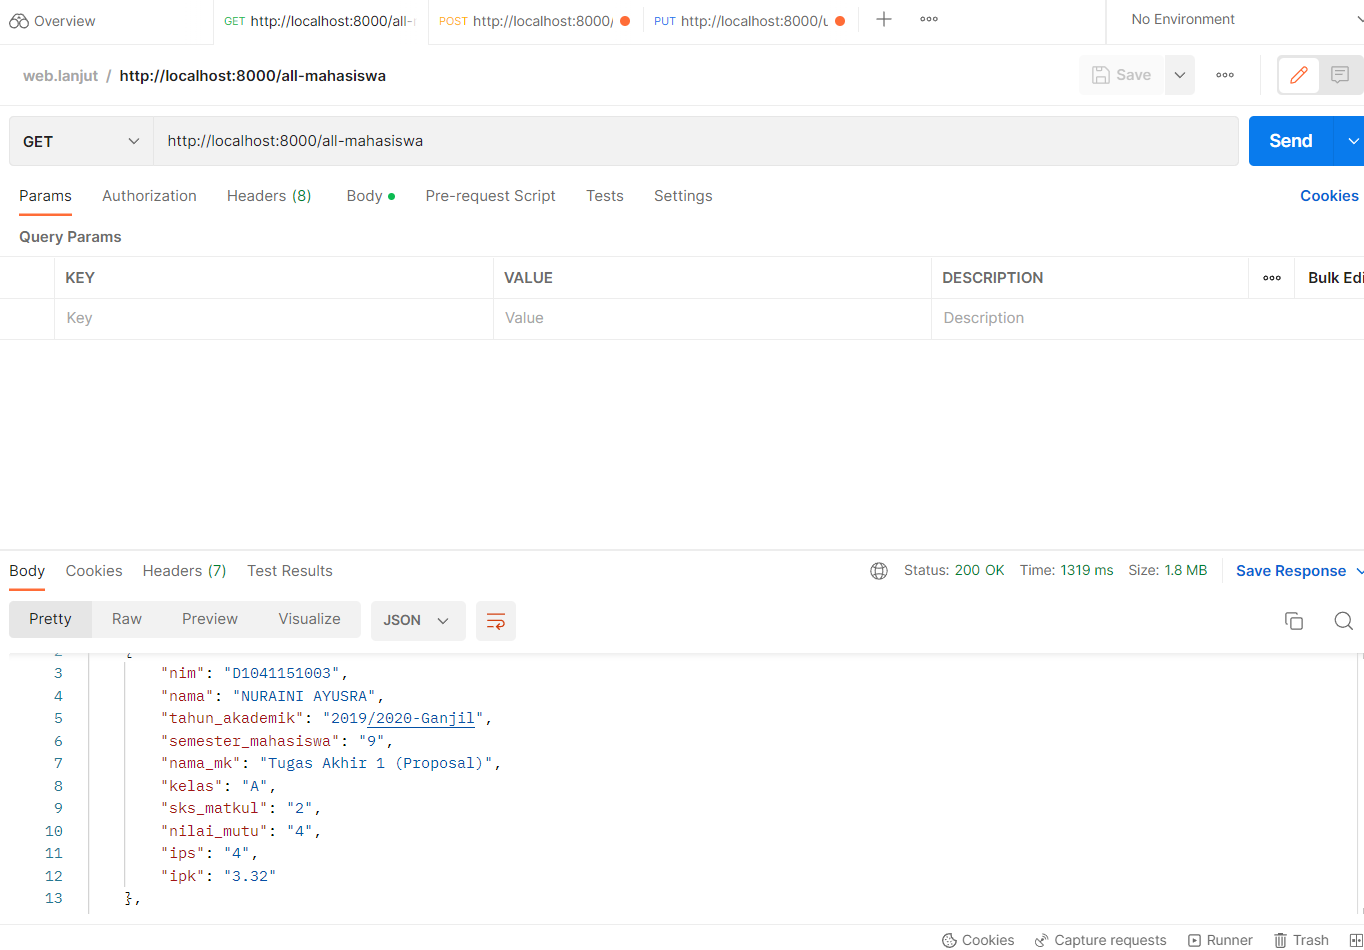 Overview
GET http://localhost:8000/all-
POST http://localhost:8000/
PUT http://localhost:8000/u
No Environment
web.lanjut / http://localhost:8000/all-mahasiswa
Save
GET
http://localhost:8000/all-mahasiswa
Send
Params
Authorization
Headers (8)
Body
Pre-request Script
Tests
Settings
Cookies
Query Params
KEY
VALUE
DESCRIPTION
Bulk Edi
Key
Value
Description
Body
Cookies
Headers (7)
Test Results
Status: 200 OK
Time: 1319 ms
Size: 1.8 MB
Save Response
Pretty
Raw
Preview
Visualize
JSON
2 {
3 "nim": "D1041151003",
4 "nama": "NURAINI AYUSRA",
5 "tahun_akademik": "2019/2020-Ganjil",
6 "semester_mahasiswa": "9",
7 "nama_mk": "Tugas Akhir 1 (Proposal)",
8 "kelas": "A",
9 "sks_matkul": "2",
10 "nilai_mutu": "4",
11 "ips": "4",
12 "ipk": "3.32"
13 },
Cookies
Capture requests
Runner
Trash